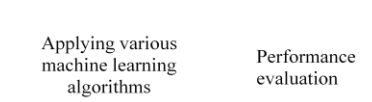 Applying various
machine learning
algorithms
Performance
evaluation